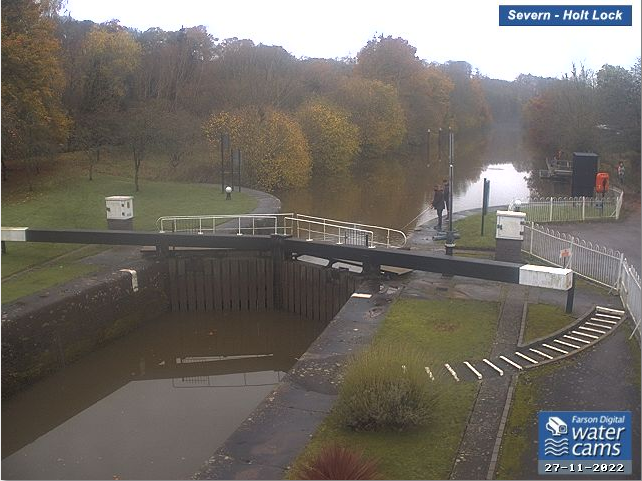 Severn - Holt Lock
Farson Digital
water
cams
27-11-2022